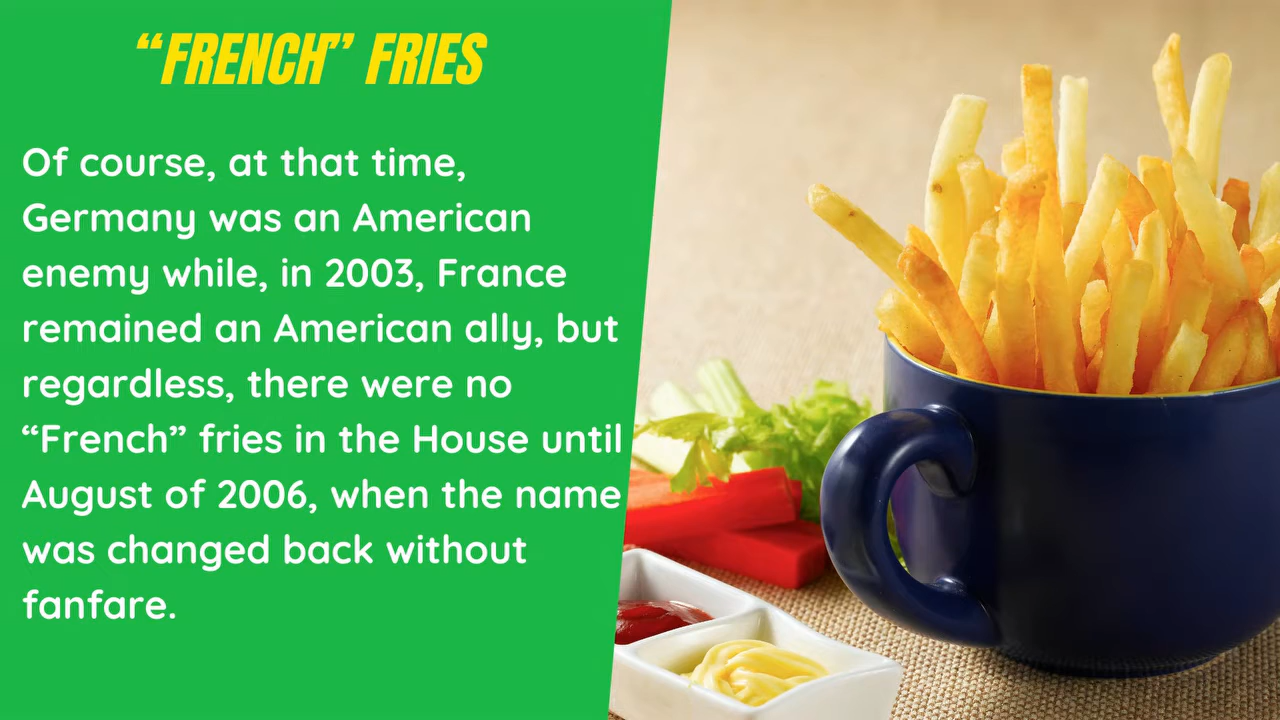 “FRENCH” FRIES
Of course, at that time,
Germany was an American
enemy while, in 2003, France
remained an American ally, but
regardless, there were no
“French” fries in the House until
August of 2006, when the name
was changed back without
fanfare.